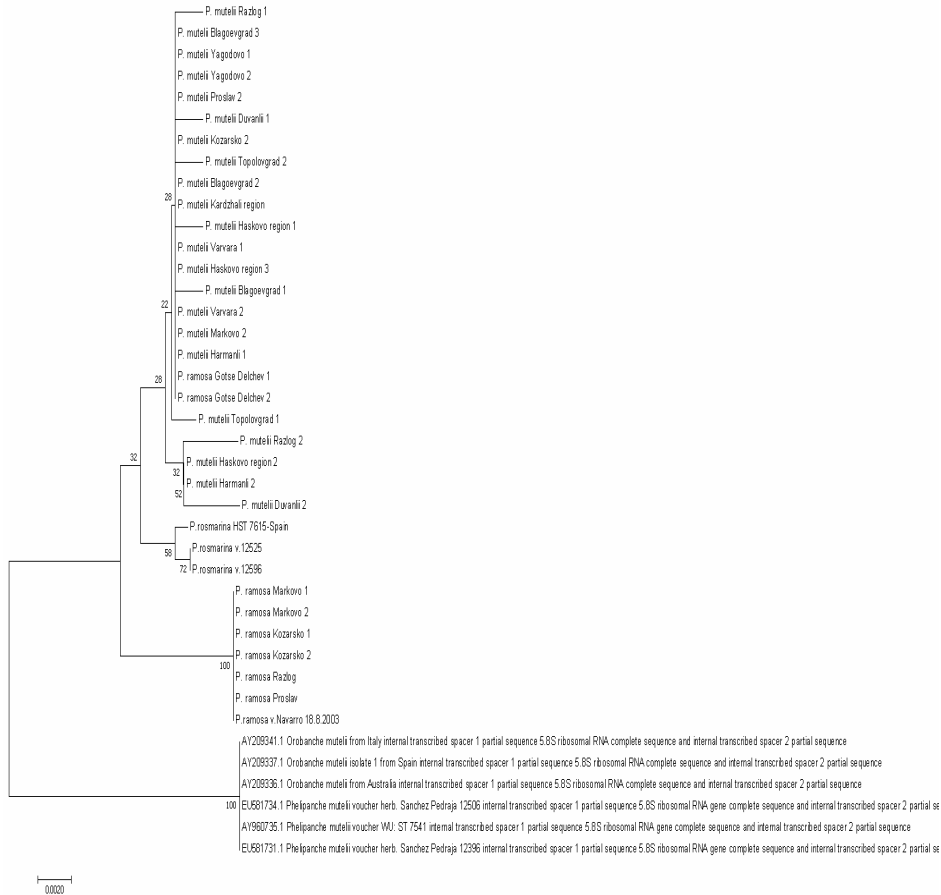 P. mutelii Razlog 1
P. mutelii Blagoevgrad 3
P. mutelii Yagodovo 1
P. mutelii Yagodovo 2
P. mutelii Proslav 2
P. mutelii Duvanlii 1
P. mutelii Kozarsko 2
P. mutelii Topolovgrad 2
P. mutelii Blagoevgrad 2
28
P. mutelii Kardzhali region
P. mutelii Haskovo region 1
P. mutelii Varvara 1
P. mutelii Haskovo region 3
P. mutelii Blagoevgrad 1
22
P. mutelii Varvara 2
P. mutelii Markovo 2
P. mutelii Harmanli 1
P. ramosa Gotse Delchev 1
28
P. ramosa Gotse Delchev 2
P. mutelii Topolovgrad 1
P. mutelii Razlog 2
32
P. mutelii Haskovo region 2
32
P. mutelii Harmanli 2
52
P. mutelii Duvanlii 2
P.rosmarina HST 7615-Spain
P.rosmarina v.12525
58
P.rosmarina v.12596
72
P. ramosa Markovo 1
P. ramosa Markovo 2
P. ramosa Kozarsko 1
P. ramosa Kozarsko 2
100
P. ramosa Razlog
P. ramosa Proslav
P.ramosa v.Navarro 18.8.2003
AY209341.1 Orobanche mutelii from Italy internal transcribed spacer 1 partial sequence 5.8S ribosomal RNA complete sequence and internal transcribed spacer 2 partial sequence
AY209337.1 Orobanche mutelii isolate 1 from Spain internal transcribed spacer 1 partial sequence 5.8S ribosomal RNA complete sequence and internal transcribed spacer 2 partial sequence
AY209336.1 Orobanche mutelii from Australia internal transcribed spacer 1 partial sequence 5.8S ribosomal RNA complete sequence and internal transcribed spacer 2 partial sequence
100
EU581734.1 Phelipanche mutelii voucher herb. Sanchez Pedraja 12506 internal transcribed spacer 1 partial sequence 5.8S ribosomal RNA gene complete sequence and internal transcribed spacer 2 partial se
AY960735.1 Phelipanche mutelii voucher WU: ST 7541 internal transcribed spacer 1 partial sequence 5.8S ribosomal RNA gene complete sequence and internal transcribed spacer 2 partial sequence
EU581731.1 Phelipanche mutelii voucher herb. Sanchez Pedraja 12396 internal transcribed spacer 1 partial sequence 5.8S ribosomal RNA gene complete sequence and internal transcribed spacer 2 partial se
0.0020